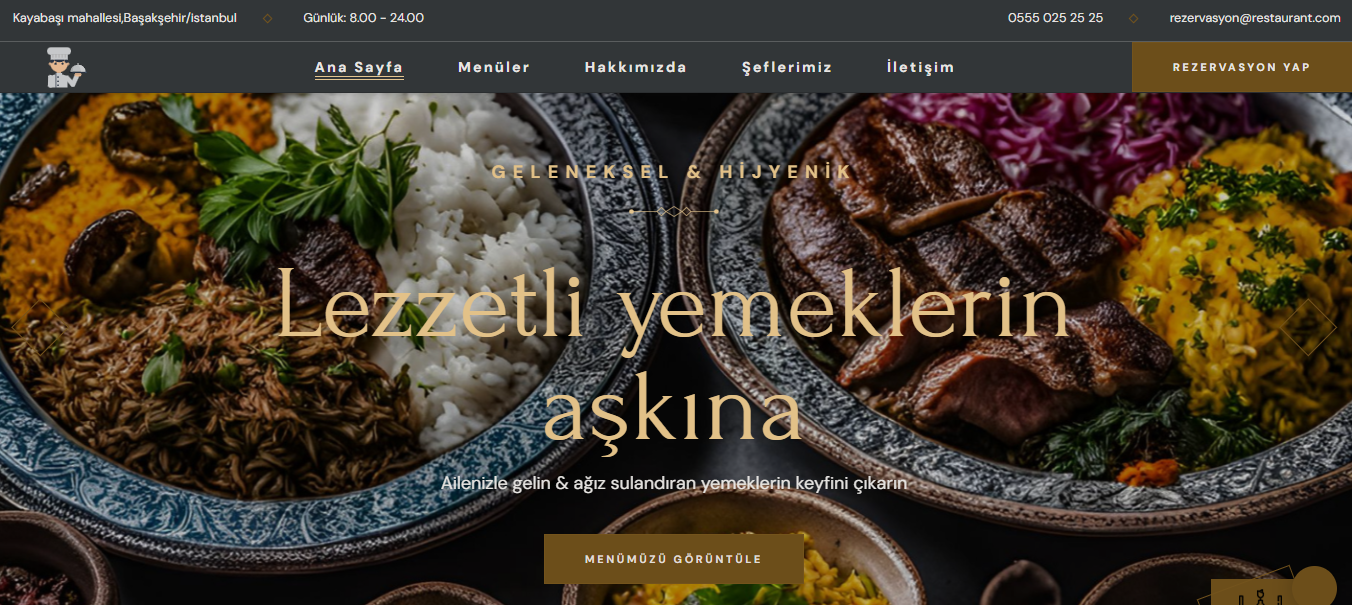 Kayabaşı mahallesi,Başakşehir/istanbul
Günlük: 8.00 - 24.00
0555 025 25 25
rezervasyon@restaurant.com
Ana Sayfa
Menüler
Hakkımızda
Şeflerimiz
İletişim
REZERVASYON YAP
GELENEKSEL & HİJYENİK
Lezzetli yemeklerin
aşkına
Ailenizle gelin & ağız sulandıran yemeklerin keyfini çıkarın
MENÜMÜZÜ GÖRÜNTÜLE